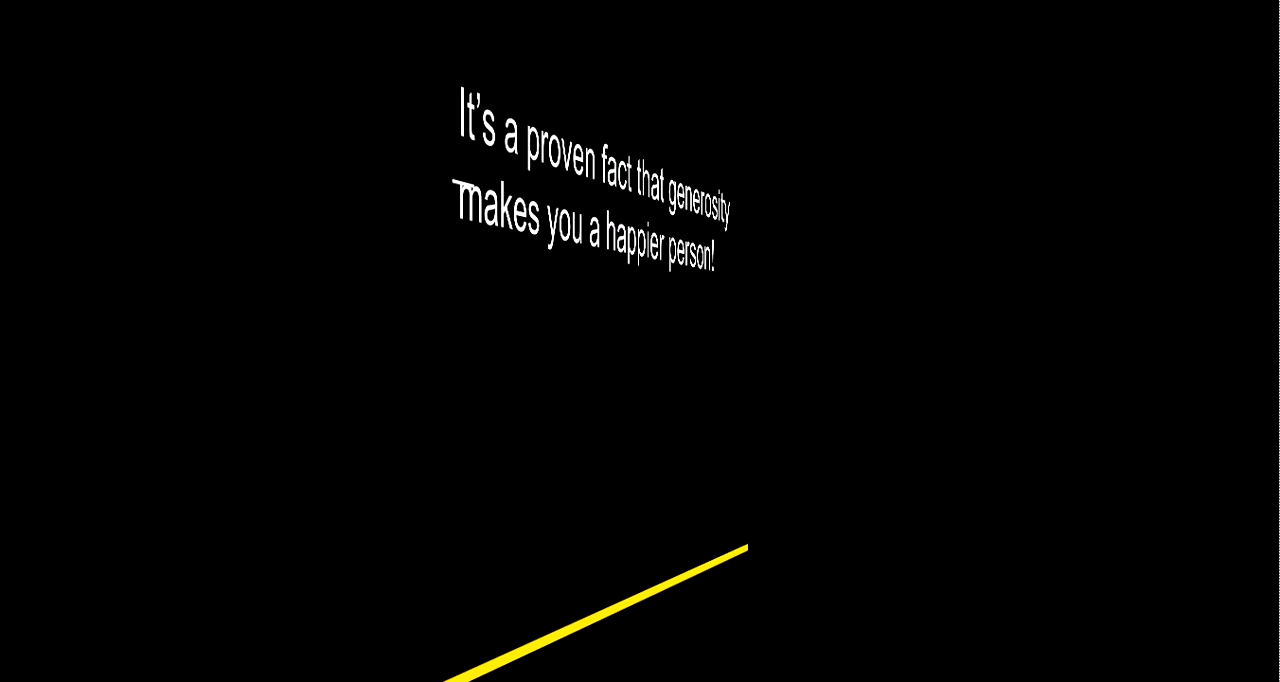 It’s a proven fact that generosity
makes you a happier person!